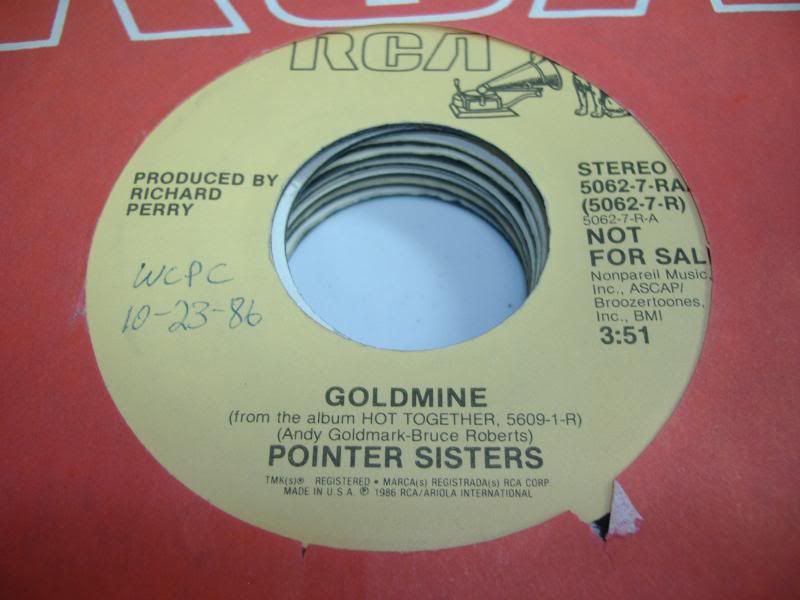 RCA
PRODUCED BY
RICHARD
PERRY
WCPC
10-23-86
STEREO
5062-7-RA
(5062-7-R)
5062-7-R-A
NOT
FOR SAL
Nonpareil Music,
Inc., ASCAP/
Broozertoones,
Inc., BMI
3:51
GOLDMINE
(from the album HOT TOGETHER, 5609-1-R)
(Andy Goldmark-Bruce Roberts)
POINTER SISTERS
TMK(s)® REGISTERED • MARCA(s) REGISTRADA(s) RCA CORP
MADE IN U.S.A. ℗ 1986 RCA/ARIOLA INTERNATIONAL